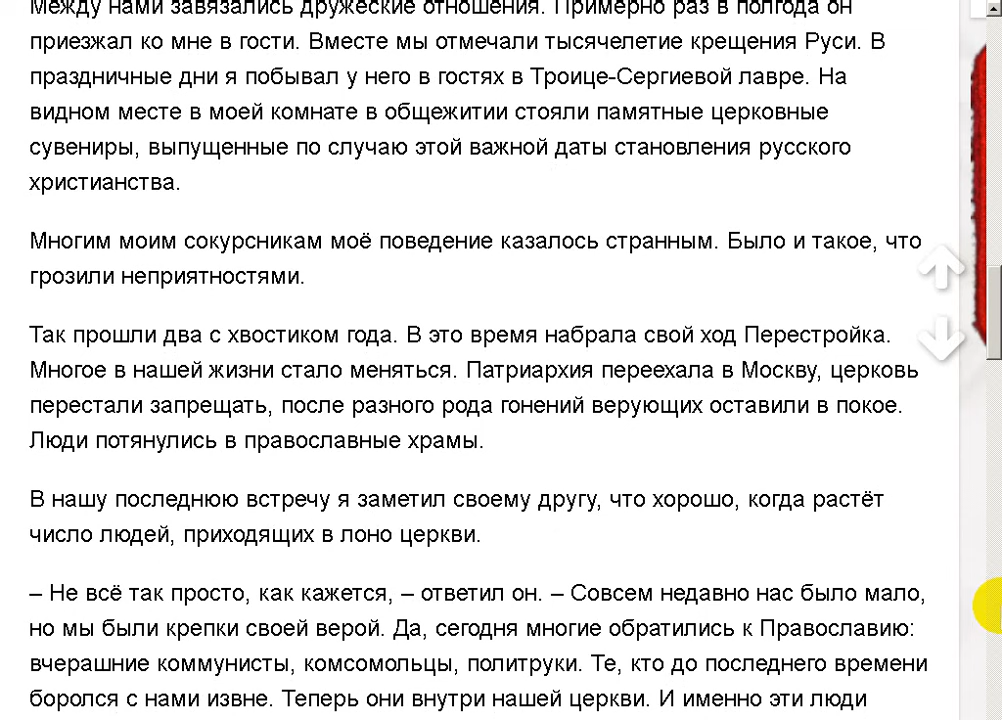 Между нами завязались дружеские отношения. Примерно раз в полгода он
приезжал ко мне в гости. Вместе мы отмечали тысячелетие крещения Руси. В
праздничные дни я побывал у него в гостях в Троице-Сергиевой лавре. На
видном месте в моей комнате в общежитии стояли памятные церковные
сувениры, выпущенные по случаю этой важной даты становления русского
христианства.
Многим моим сокурсникам моё поведение казалось странным. Было и такое, что
грозили неприятностями.
Так прошли два с хвостиком года. В это время набрала свой ход Перестройка.
Многое в нашей жизни стало меняться. Патриархия переехала в Москву, церковь
перестали запрещать, после разного рода гонений верующих оставили в покое.
Люди потянулись в православные храмы.
В нашу последнюю встречу я заметил своему другу, что хорошо, когда растёт
число людей, приходящих в лоно церкви.
– Не всё так просто, как кажется, – ответил он. – Совсем недавно нас было мало,
но мы были крепки своей верой. Да, сегодня многие обратились к Православию:
вчерашние коммунисты, комсомольцы, политруки. Те, кто до последнего времени
боролся с нами извне. Теперь они внутри нашей церкви. И именно эти люди